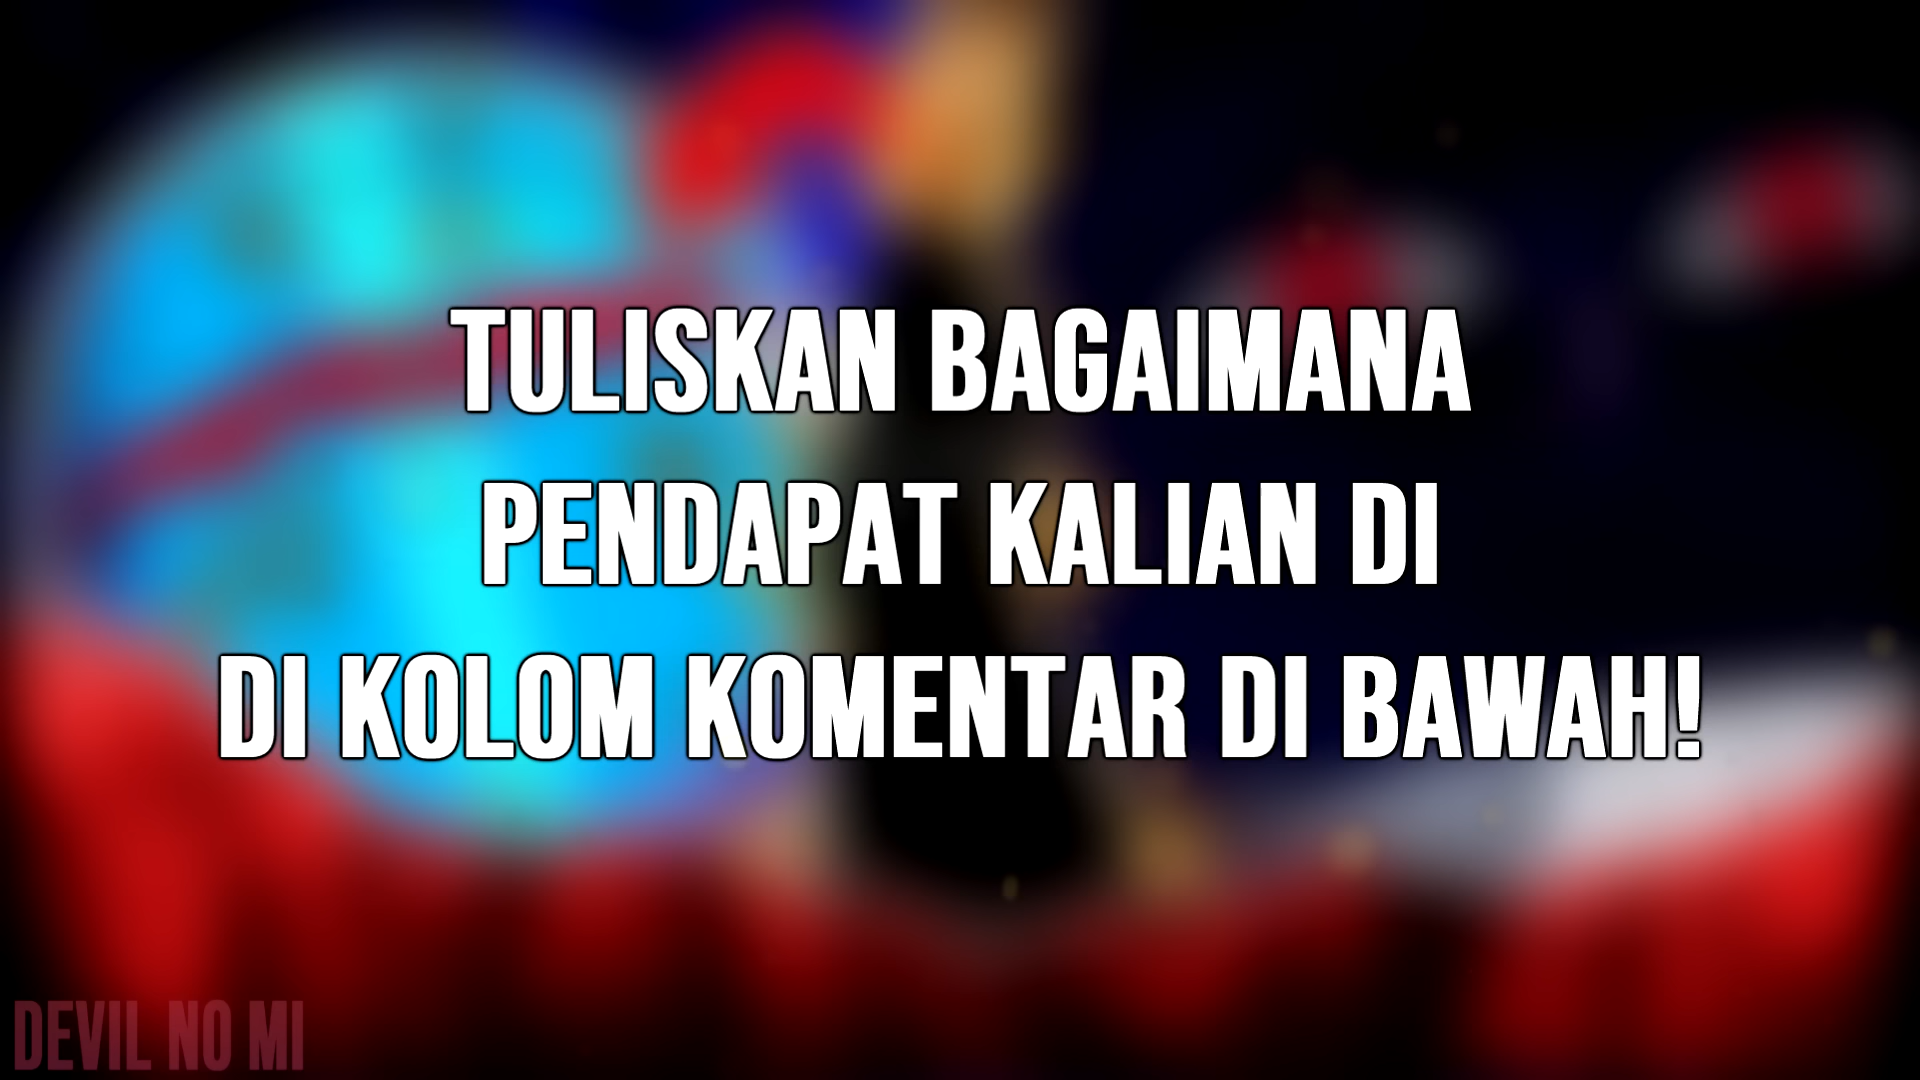 TULISKAN BAGAIMANA
PENDAPAT KALIAN DI
DI KOLOM KOMENTAR DI BAWAH!
DEVIL NO MI